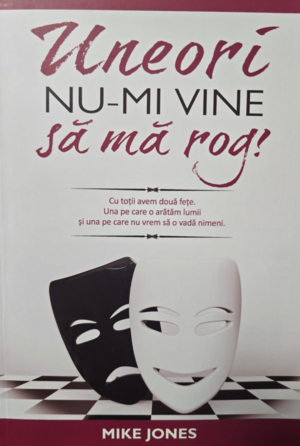 Uneori
NU-MI VINE
să mă rog!
Cu toții avem două fețe.
Una pe care o arătăm lumii
și una pe care nu vrem să o vadă nimeni.
MIKE JONES